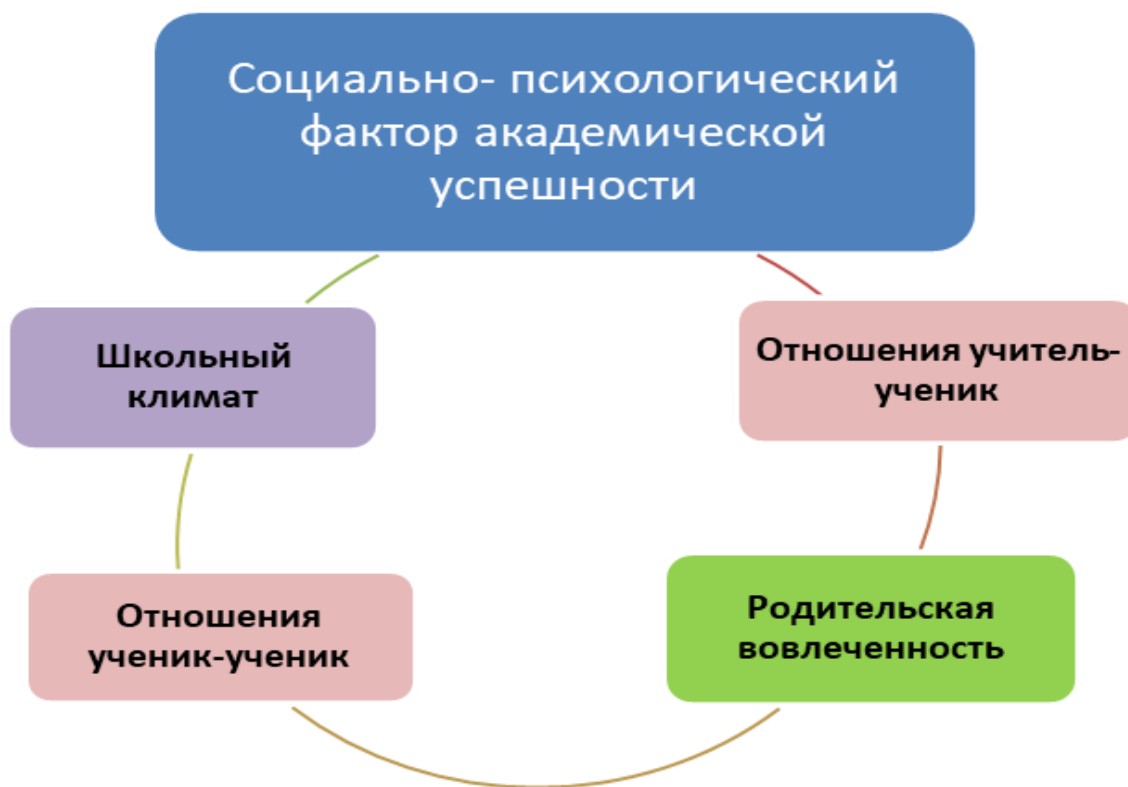 Социально- психологический
фактор академической
успешности
Школьный
климат
Отношения учитель-
ученик
Отношения
ученик-ученик
Родительская
вовлеченность